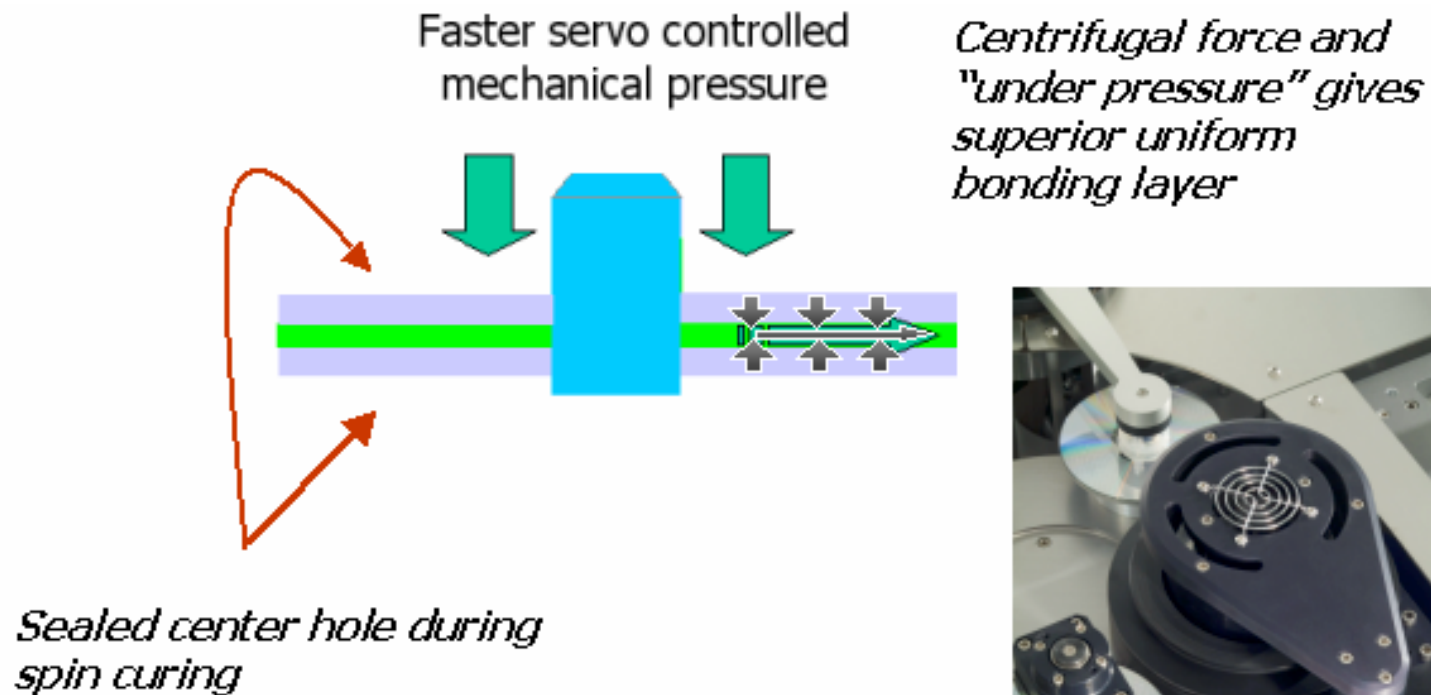 Faster servo controlled
mechanical pressure
Centrifugal force and
“under pressure” gives
superior uniform
bonding layer
Sealed center hole during
spin curing